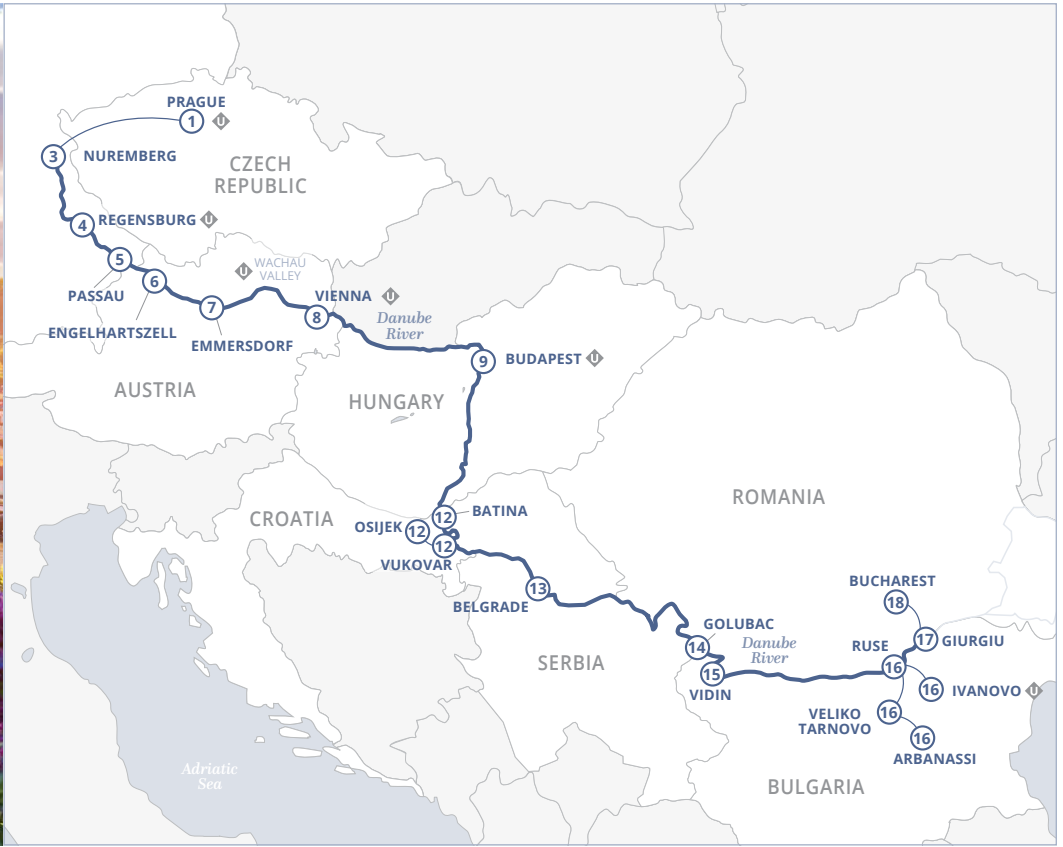 PRAGUE
1
U
3
NUREMBERG
CZECH
REPUBLIC
4
REGENSBURG
U
5
PASSAU
6
ENGELHARTSZELL
U
WACHAU
VALLEY
7
EMMERSDORF
VIENNA
U
8
Danube
River
9
BUDAPEST
U
AUSTRIA
HUNGARY
ROMANIA
CROATIA
12
BATINA
OSIJEK
12
12
VUKOVAR
13
BELGRADE
SERBIA
GOLUBAC
14
15
VIDIN
Danube
River
BUCHAREST
18
17
GIURGIU
RUSE
16
16
IVANOVO
U
VELIKO
TARNOVO
16
16
ARBANASSI
BULGARIA
Adriatic
Sea